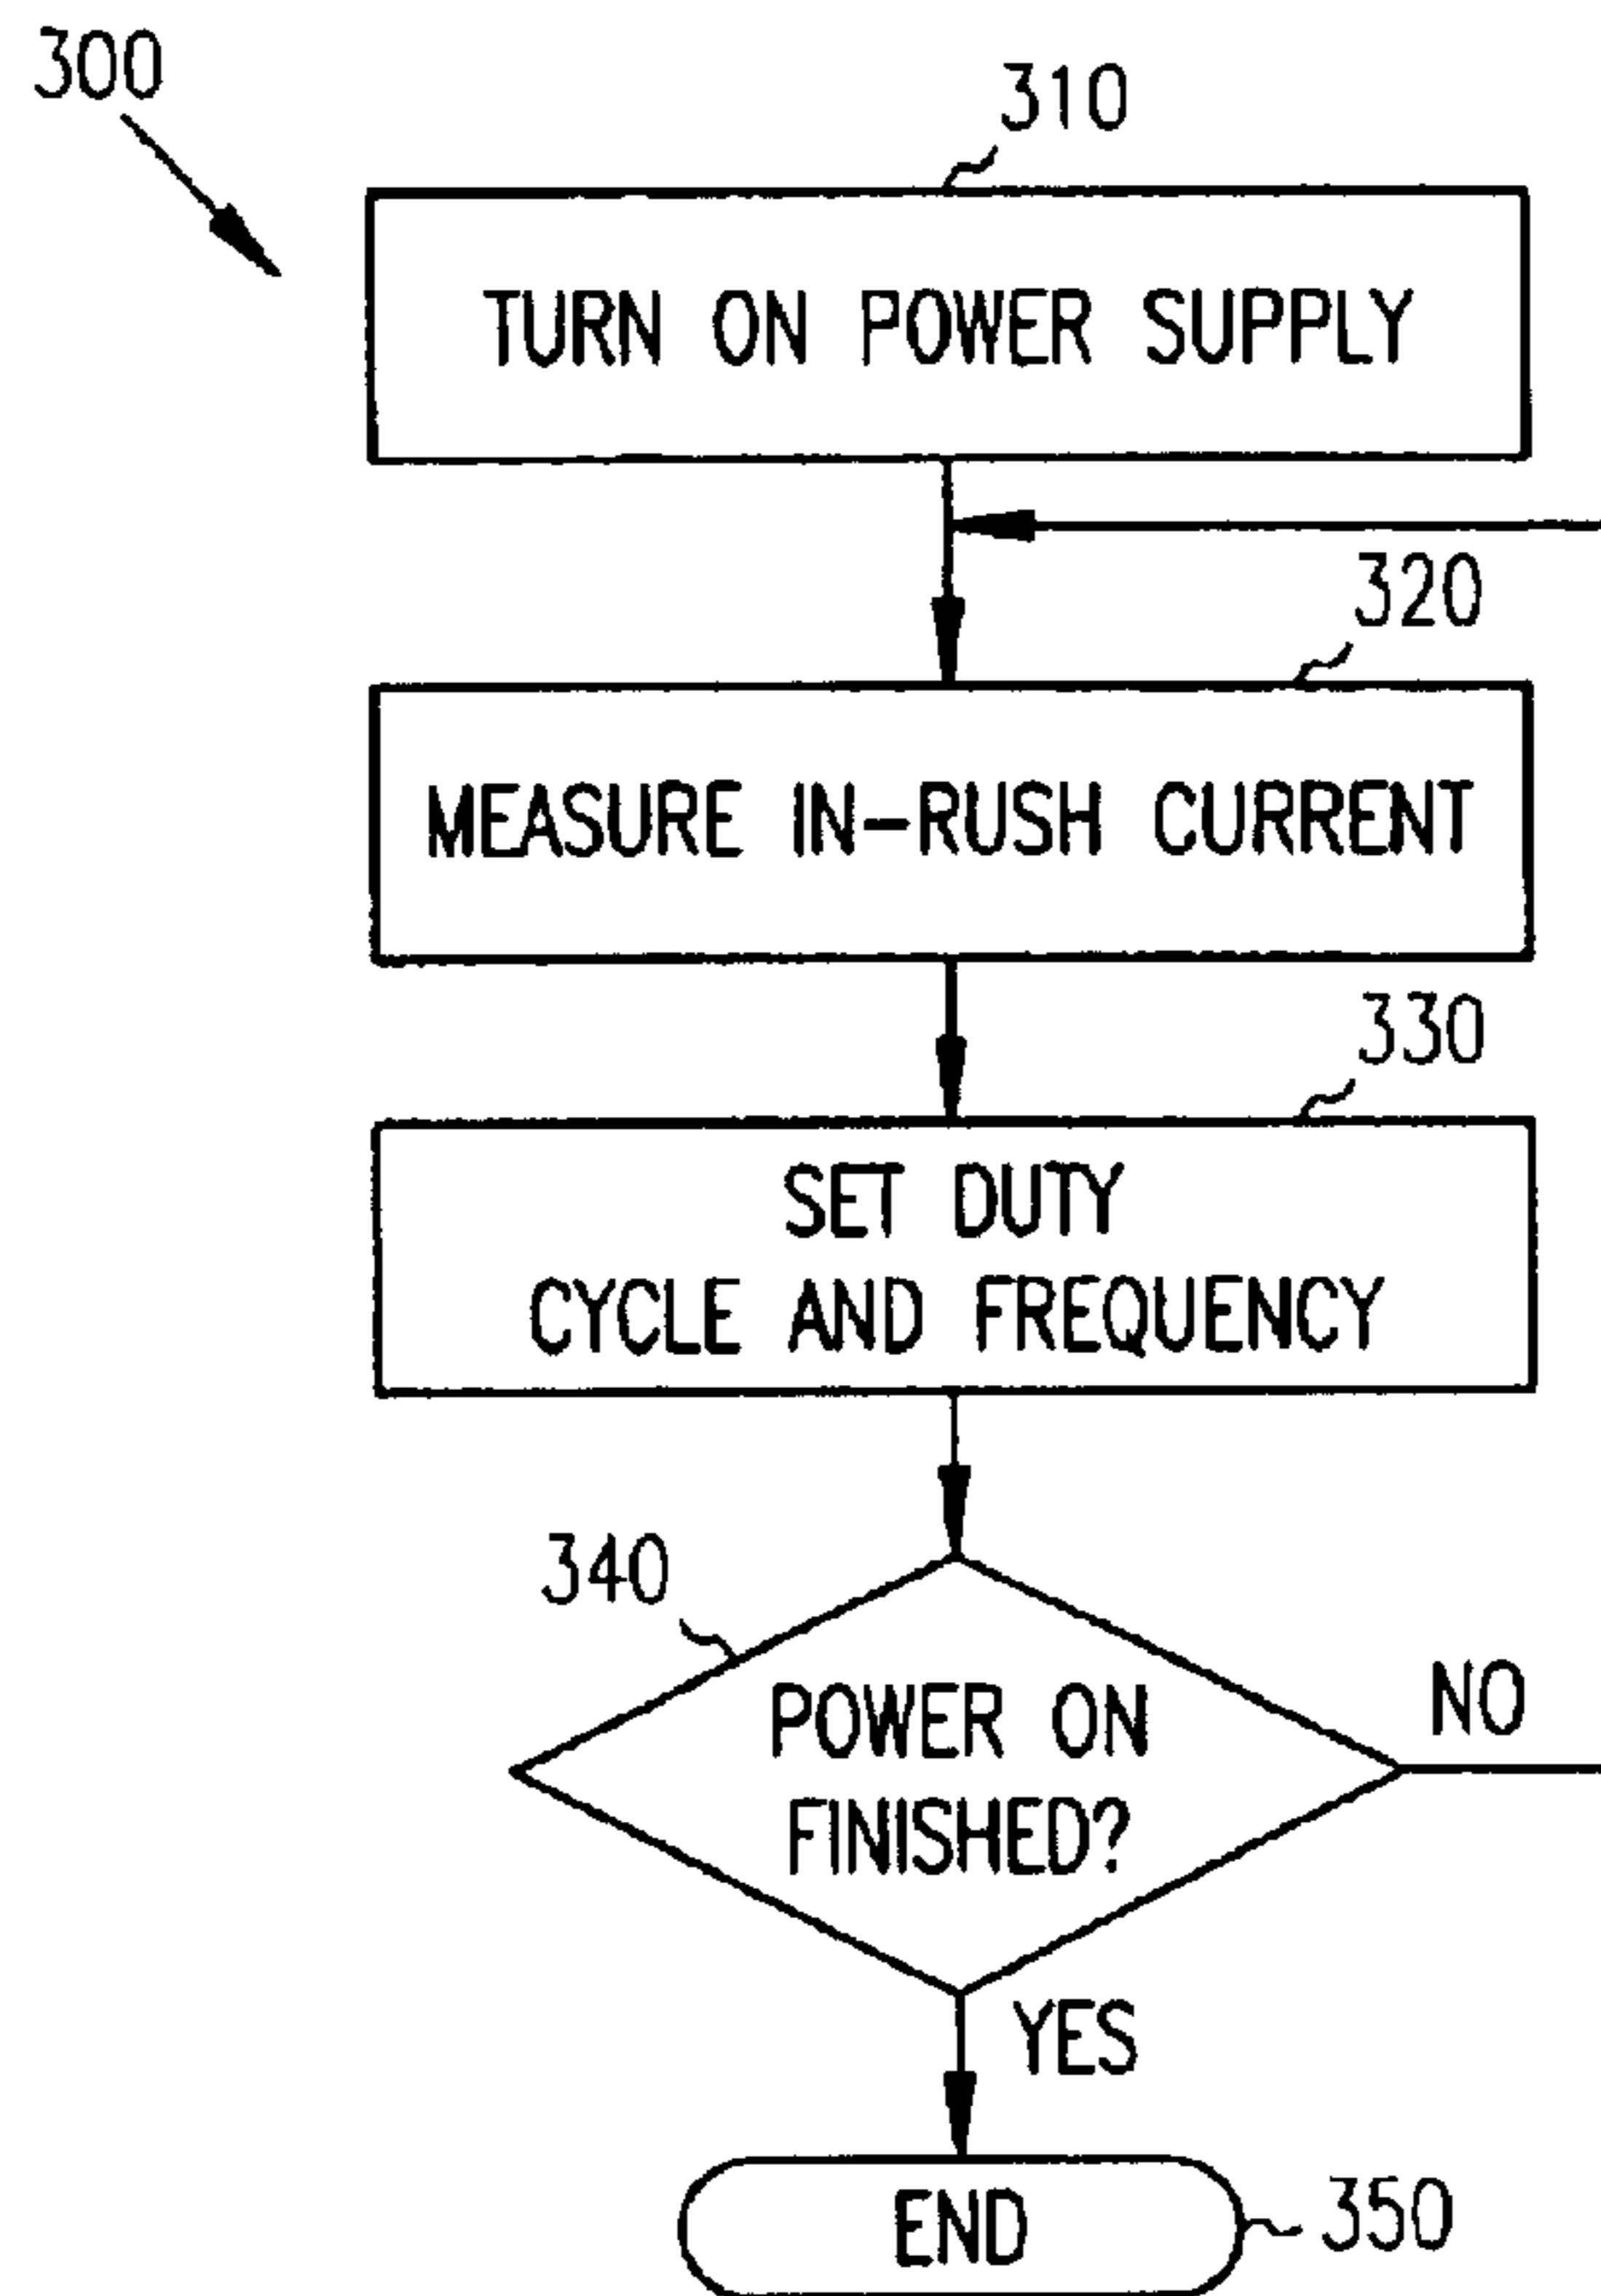 300
310
TURN ON POWER SUPPLY
320
MEASURE IN-RUSH CURRENT
330
SET DUTY
CYCLE AND FREQUENCY
340
POWER ON
FINISHED?
NO
YES
END
350